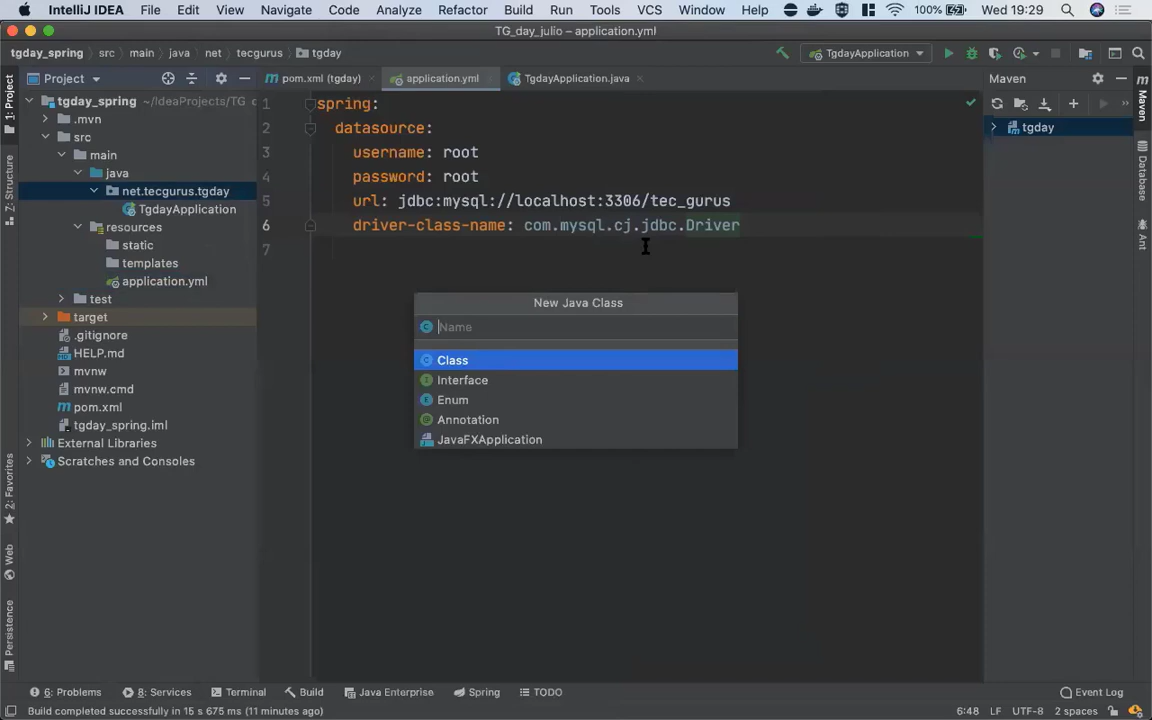 IntelliJ IDEA File Edit View Navigate Code Analyze Refactor Build Run Tools VCS Window Help 100% Wed 19:29
TG_day_julio – application.yml
tgday_spring src main java net tecgurus tgday TgdayApplication
1: Project
Project
pom.xml (tgday) application.yml TgdayApplication.java
Maven
tgday_spring ~/IdeaProjects/TG
.mvn
src
main
java
net.tecgurus.tgday
TgdayApplication
resources
static
templates
application.yml
test
target
.gitignore
HELP.md
mvnw
mvnw.cmd
pom.xml
tgday_spring.iml
External Libraries
Scratches and Consoles
1 spring:
2 datasource:
3 username: root
4 password: root
5 url: jdbc:mysql://localhost:3306/tec_gurus
6 driver-class-name: com.mysql.cj.jdbc.Driver
7
New Java Class
Name
Class
Interface
Enum
Annotation
JavaFXApplication
tgday
Maven
Database
Ant
Z: Structure
2: Favorites
Web
Persistence
6: Problems 8: Services Terminal Build Java Enterprise Spring TODO Event Log
Build completed successfully in 15 s 675 ms (11 minutes ago) 6:48 LF UTF-8 2 spaces